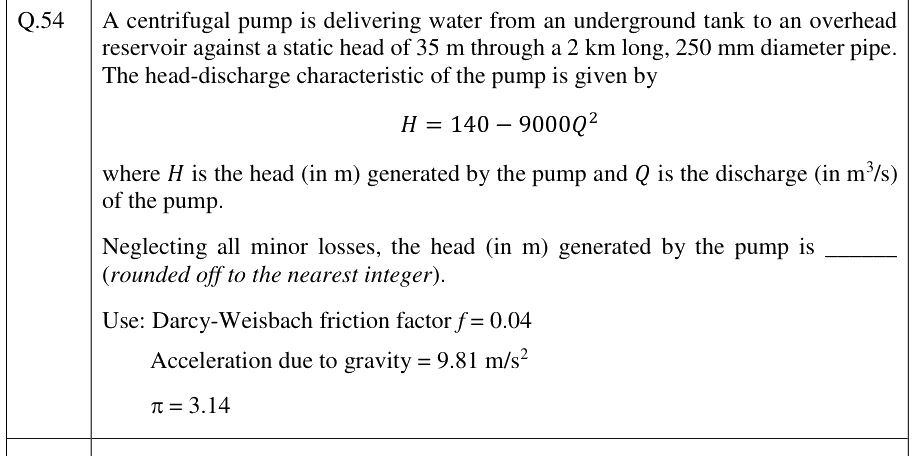 Q.54
A centrifugal pump is delivering water from an underground tank to an overhead
reservoir against a static head of 35 m through a 2 km long, 250 mm diameter pipe.
The head-discharge characteristic of the pump is given by
H = 140 − 9000Q²
where H is the head (in m) generated by the pump and Q is the discharge (in m³/s)
of the pump.
Neglecting all minor losses, the head (in m) generated by the pump is ______
(rounded off to the nearest integer).
Use: Darcy-Weisbach friction factor f = 0.04
Acceleration due to gravity = 9.81 m/s²
π = 3.14